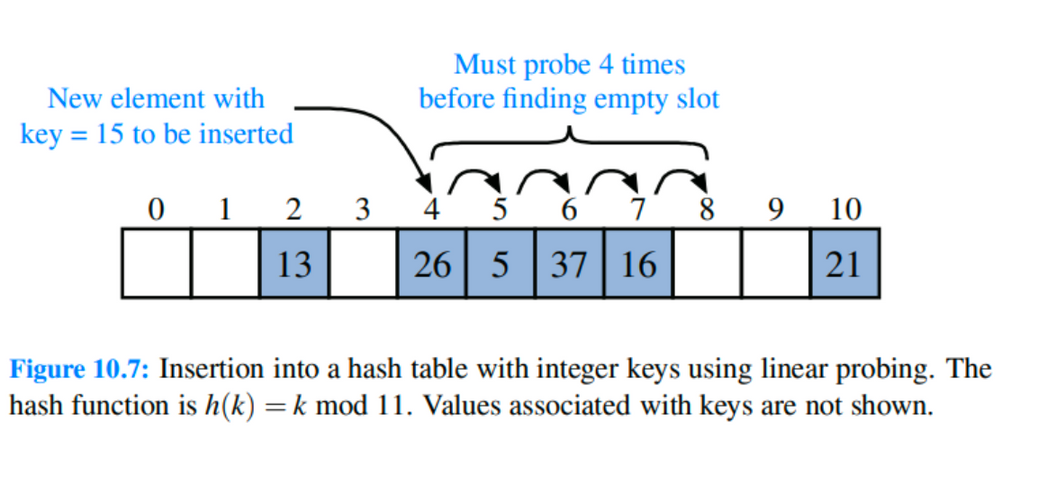 Must probe 4 times
before finding empty slot
New element with
key = 15 to be inserted
0 1 2 3 4 5 6 7 8 9 10
13 26 5 37 16 21
Figure 10.7: Insertion into a hash table with integer keys using linear probing. The
hash function is h(k) = k mod 11. Values associated with keys are not shown.